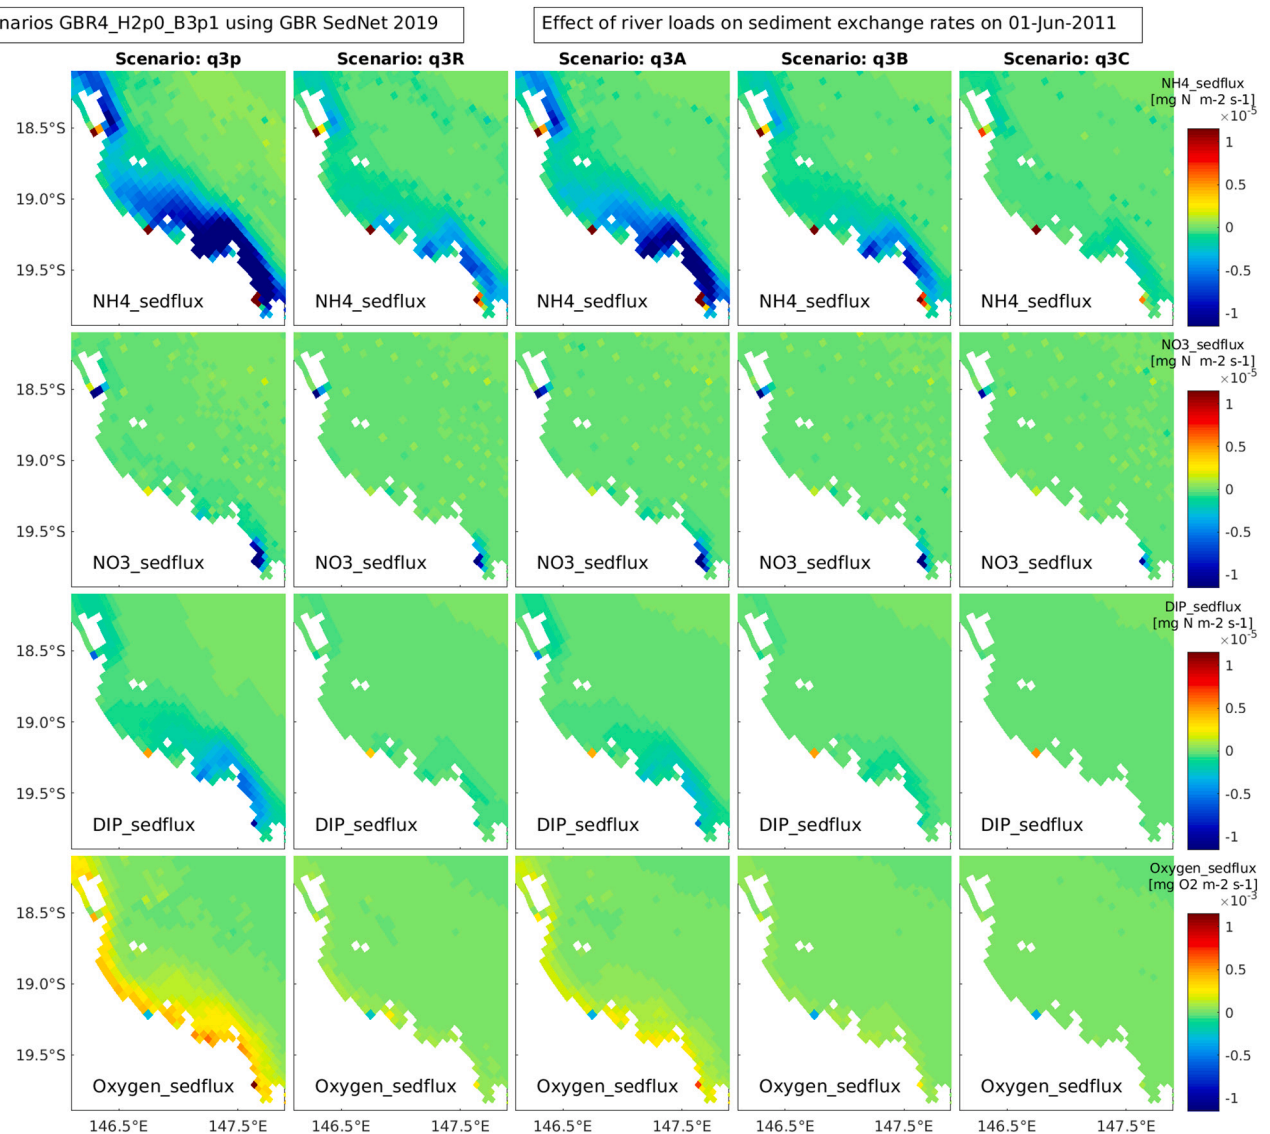 narios GBR4_H2p0_B3p1 using GBR SedNet 2019
Effect of river loads on sediment exchange rates on 01-Jun-2011
Scenario: q3p
Scenario: q3R
Scenario: q3A
Scenario: q3B
Scenario: q3C
18.5°S
19.0°S
19.5°S
NH4_sedflux
NH4_sedflux
NH4_sedflux
NH4_sedflux
NH4_sedflux
NH4_sedflux
[mg N m-2 s-1]
×10-5
1
0.5
0
-0.5
-1
18.5°S
19.0°S
19.5°S
NO3_sedflux
NO3_sedflux
NO3_sedflux
NO3_sedflux
NO3_sedflux
NO3_sedflux
[mg N m-2 s-1]
×10-5
1
0.5
0
-0.5
-1
18.5°S
19.0°S
19.5°S
DIP_sedflux
DIP_sedflux
DIP_sedflux
DIP_sedflux
DIP_sedflux
DIP_sedflux
[mg N m-2 s-1]
×10-5
1
0.5
0
-0.5
-1
18.5°S
19.0°S
19.5°S
Oxygen_sedflux
Oxygen_sedflux
Oxygen_sedflux
Oxygen_sedflux
Oxygen_sedflux
Oxygen_sedflux
[mg O2 m-2 s-1]
×10-3
1
0.5
0
-0.5
-1
146.5°E 147.5°E
146.5°E 147.5°E
146.5°E 147.5°E
146.5°E 147.5°E
146.5°E 147.5°E